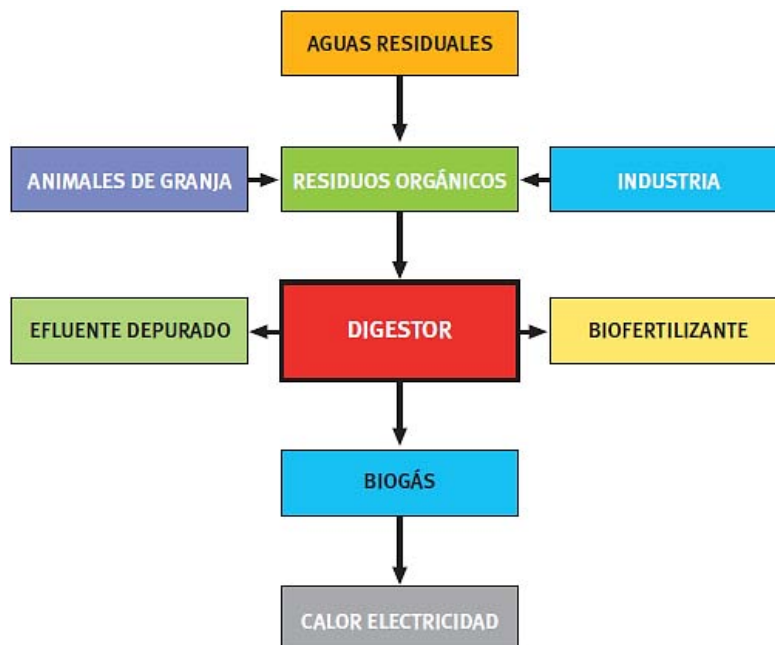 AGUAS RESIDUALES
ANIMALES DE GRANJA
RESIDUOS ORGÁNICOS
INDUSTRIA
EFLUENTE DEPURADO
DIGESTOR
BIOFERTILIZANTE
BIOGÁS
CALOR ELECTRICIDAD